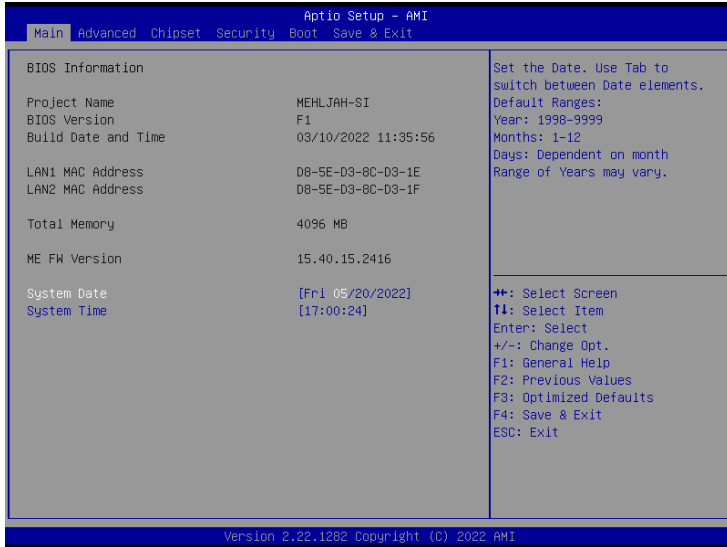 Aptio Setup – AMI
Main Advanced Chipset Security Boot Save & Exit
BIOS Information
Project Name MEHLJAH-SI
BIOS Version F1
Build Date and Time 03/10/2022 11:35:56
LAN1 MAC Address D8-5E-D3-8C-D3-1E
LAN2 MAC Address D8-5E-D3-8C-D3-1F
Total Memory 4096 MB
ME FW Version 15.40.15.2416
System Date [Fri 05/20/2022]
System Time [17:00:24]
Set the Date. Use Tab to
switch between Date elements.
Default Ranges:
Year: 1998-9999
Months: 1-12
Days: Dependent on month
Range of Years may vary.
→←: Select Screen
↑↓: Select Item
Enter: Select
+/-: Change Opt.
F1: General Help
F2: Previous Values
F3: Optimized Defaults
F4: Save & Exit
ESC: Exit
Version 2.22.1282 Copyright (C) 2022 AMI